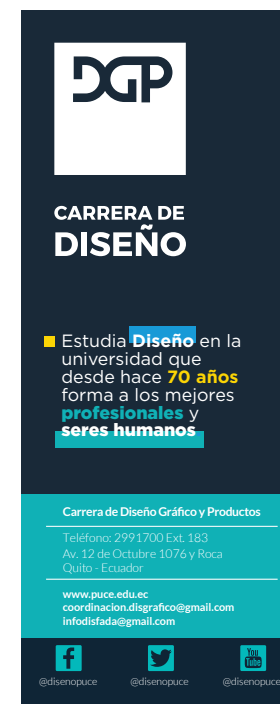 DGP
CARRERA DE
DISEÑO
Estudia Diseño en la
universidad que
desde hace 70 años
forma a los mejores
profesionales y
seres humanos
Carrera de Diseño Gráfico y Productos
Teléfono: 2991700 Ext. 183
Av. 12 de Octubre 1076 y Roca
Quito - Ecuador
www.puce.edu.ec
coordinacion.disgrafico@gmail.com
infodisfada@gmail.com
You Tube
@disenopuce @disenopuce @disenopuce